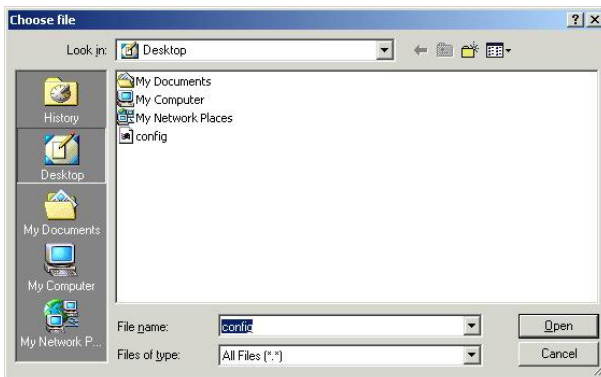 Choose file
Look in: Desktop
History
Desktop
My Documents
My Computer
My Network P...
My Documents
My Computer
My Network Places
config
File name: config Open
Files of type: All Files (*.*) Cancel